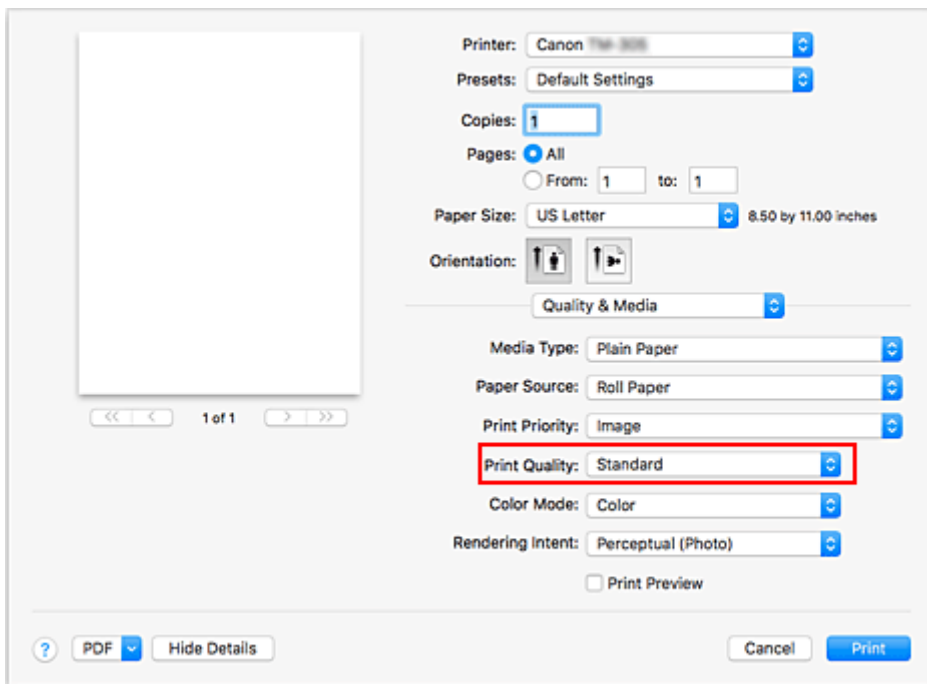 Printer: Canon
Presets: Default Settings
Copies: 1
Pages: All
From: 1 to: 1
Paper Size: US Letter 8.50 by 11.00 inches
Orientation:
Quality & Media
Media Type: Plain Paper
Paper Source: Roll Paper
<< < 1 of 1 > >>
Print Priority: Image
Print Quality: Standard
Color Mode: Color
Rendering Intent: Perceptual (Photo)
Print Preview
? PDF Hide Details Cancel Print